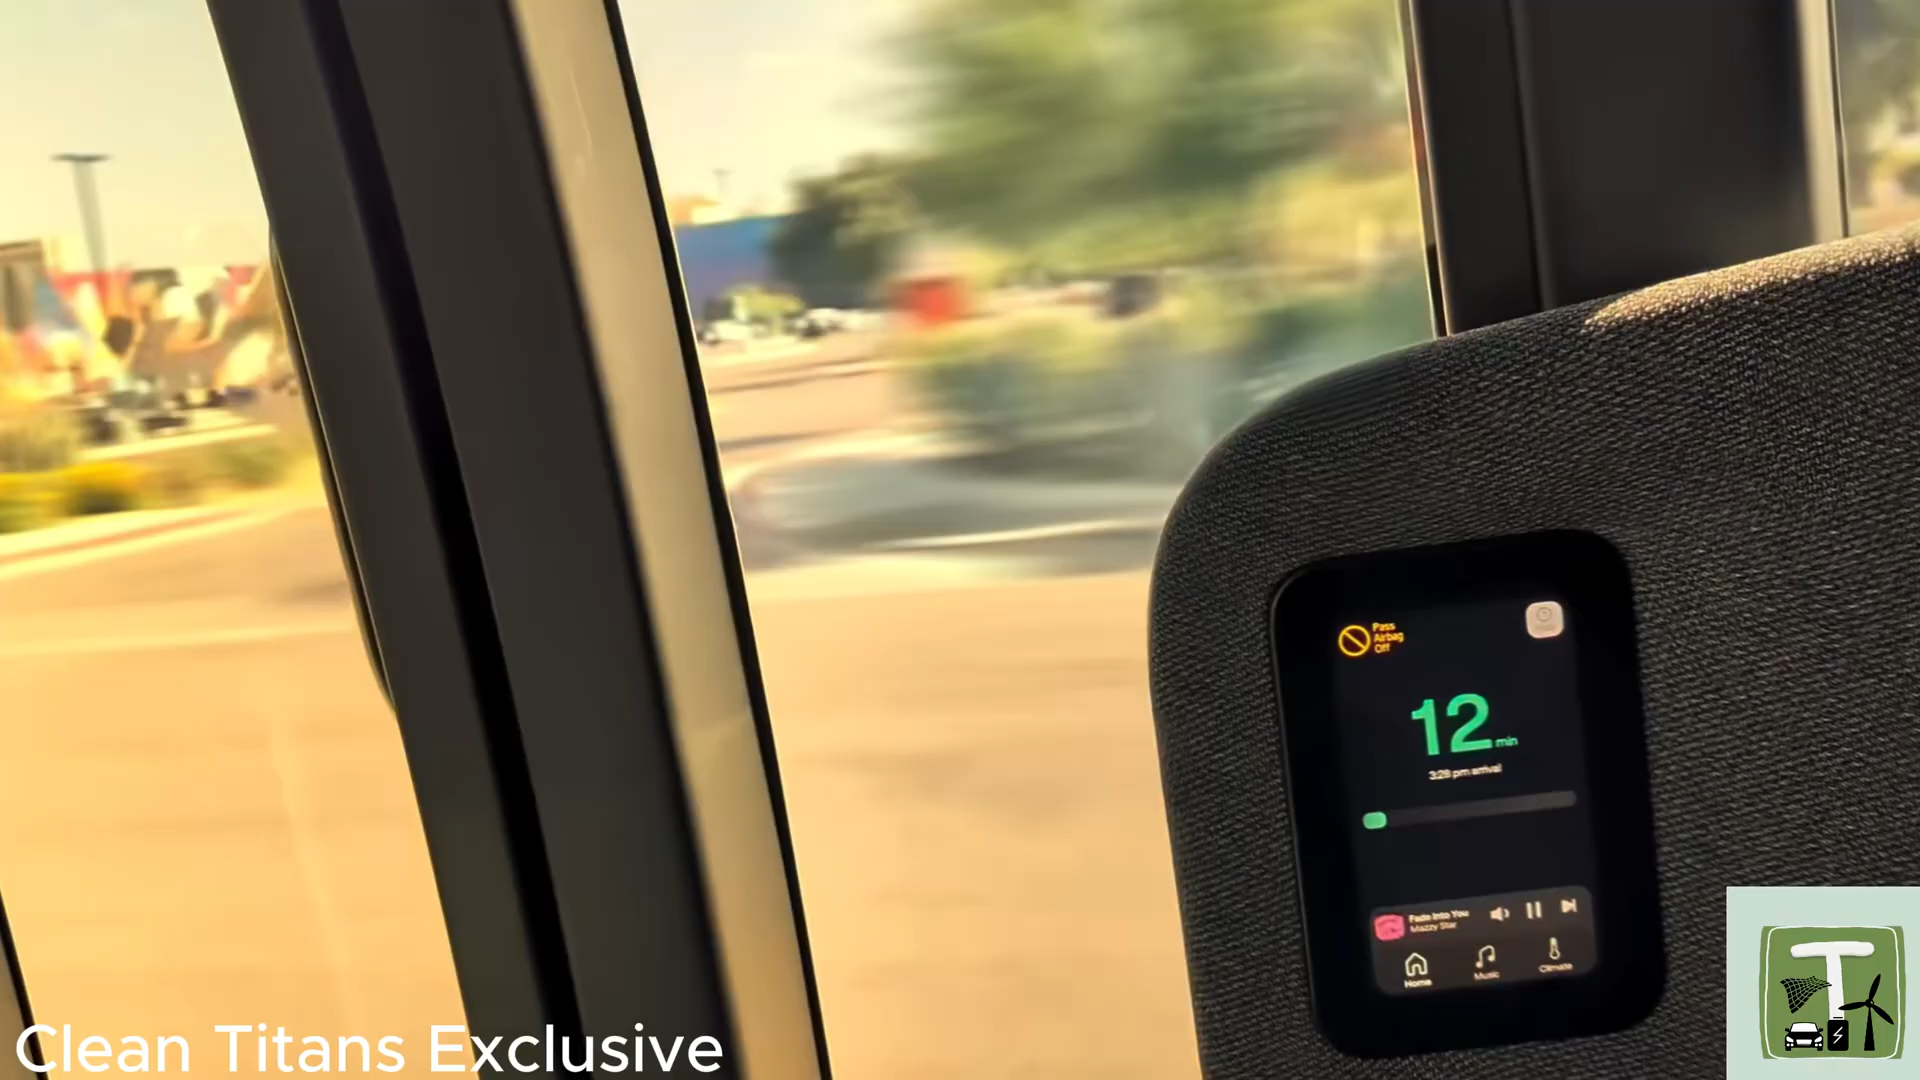 Pass
Airbag
Off
12 min
3:28 pm arrival
Fade Into You
Mazzy Star
Home
Music
Climate
Clean Titans Exclusive
T